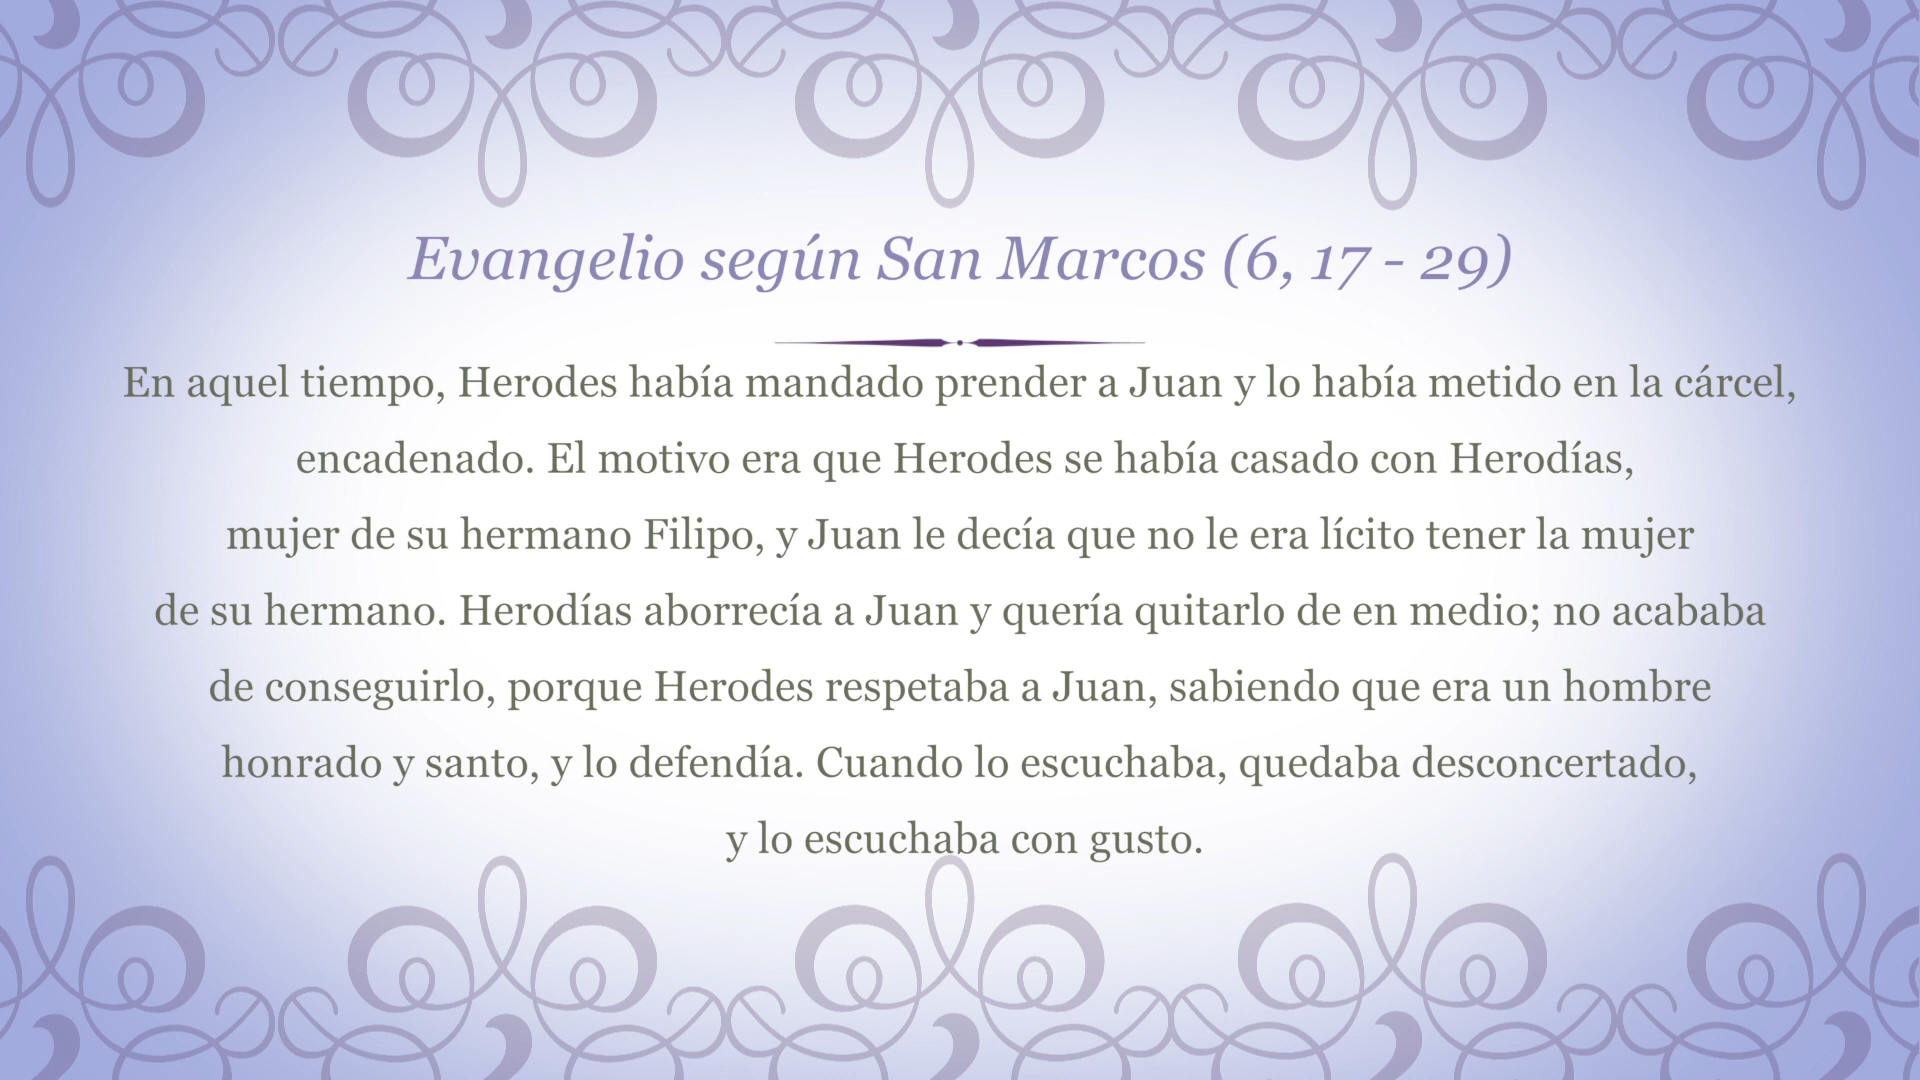 Evangelio según San Marcos (6, 17 - 29)
En aquel tiempo, Herodes había mandado prender a Juan y lo había metido en la cárcel,
encadenado. El motivo era que Herodes se había casado con Herodías,
mujer de su hermano Filipo, y Juan le decía que no le era lícito tener la mujer
de su hermano. Herodías aborrecía a Juan y quería quitarlo de en medio; no acababa
de conseguirlo, porque Herodes respetaba a Juan, sabiendo que era un hombre
honrado y santo, y lo defendía. Cuando lo escuchaba, quedaba desconcertado,
y lo escuchaba con gusto.